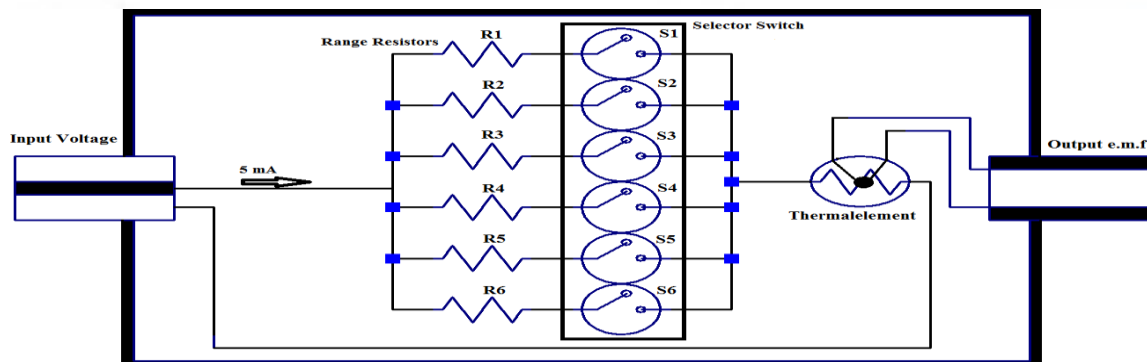 R1
S1
Selector Switch
Range Resistors
R2
S2
Input Voltage
R3
S3
Output e.m.f
5 mA
R4
S4
Thermalelement
R5
S5
R6
S6